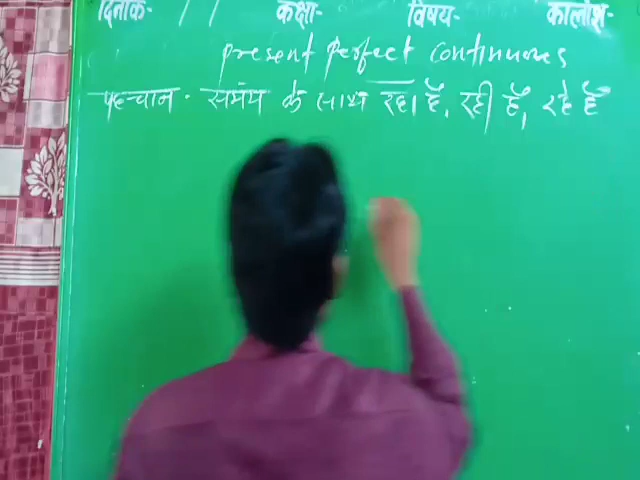 दिनांक- / / कक्षा- विषय- कालांश-
present perfect continuous
पहचान - समय के साथ रहा है, रही है, रहे हैं